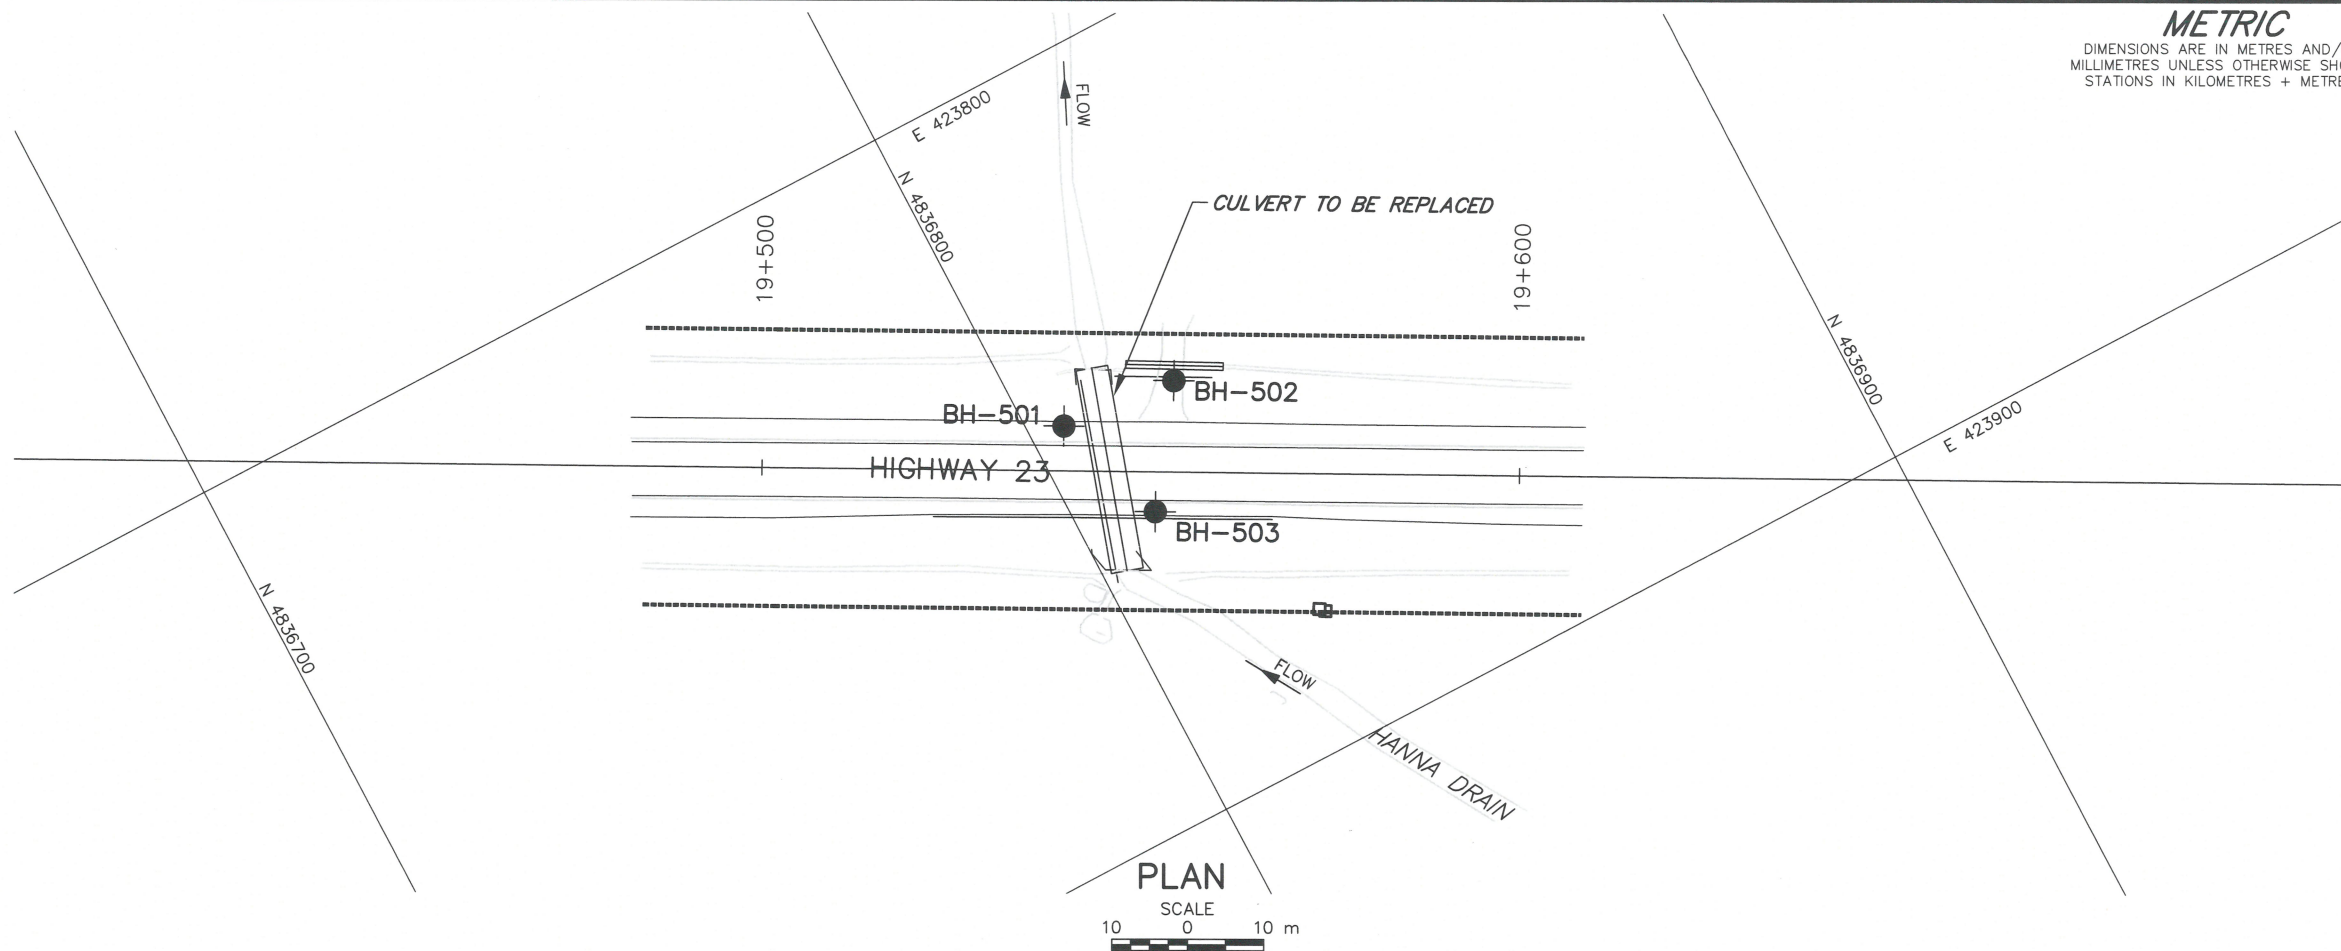 METRIC
DIMENSIONS ARE IN METRES AND/
MILLIMETRES UNLESS OTHERWISE
STATIONS IN KILOMETRES +
E 423800
FLOW
N 4836800
CULVERT TO BE REPLACED
19+500
19+600
N 4836900
BH-502
BH-501
E 423900
HIGHWAY 23
BH-503
N 4836700
FLOW
HANNA DRAIN
PLAN
SCALE
10 0 10 m